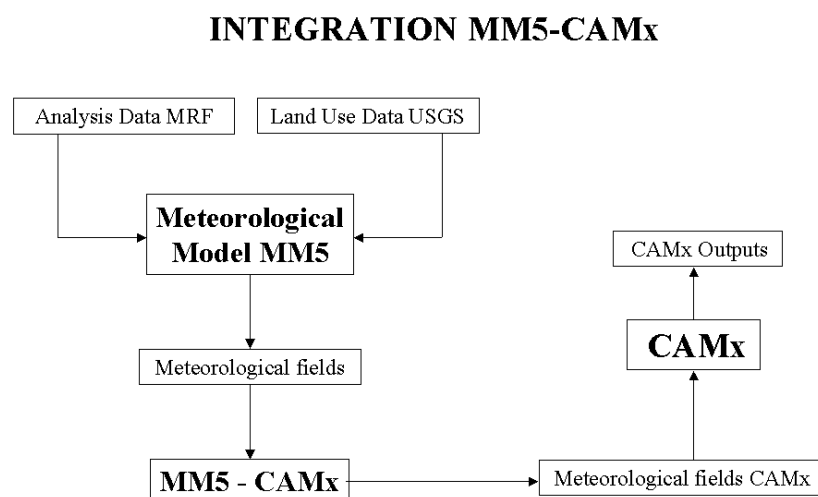 INTEGRATION MM5-CAMx
Analysis Data MRF
Land Use Data USGS
Meteorological
Model MM5
Meteorological fields
MM5 - CAMx
Meteorological fields CAMx
CAMx
CAMx Outputs